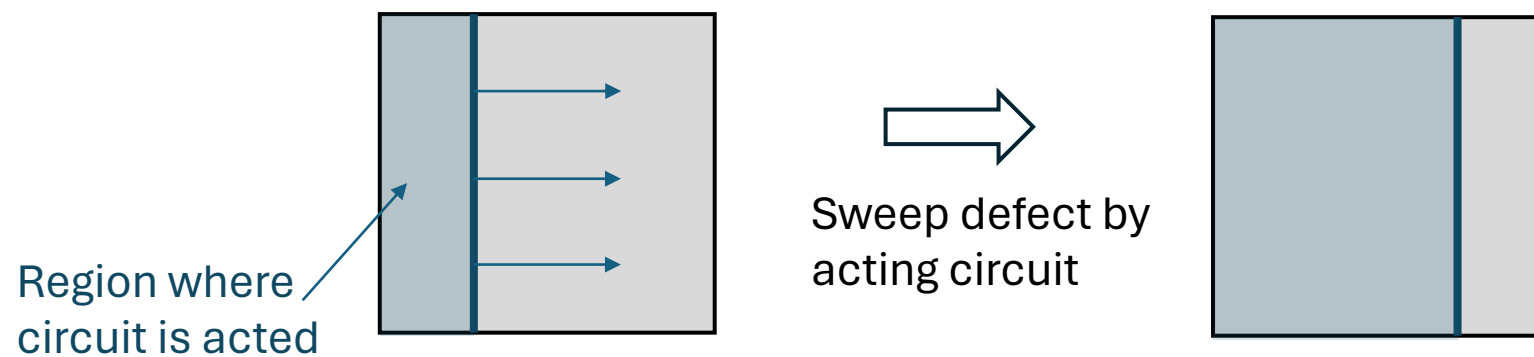 Region where
circuit is acted
Sweep defect by
acting circuit